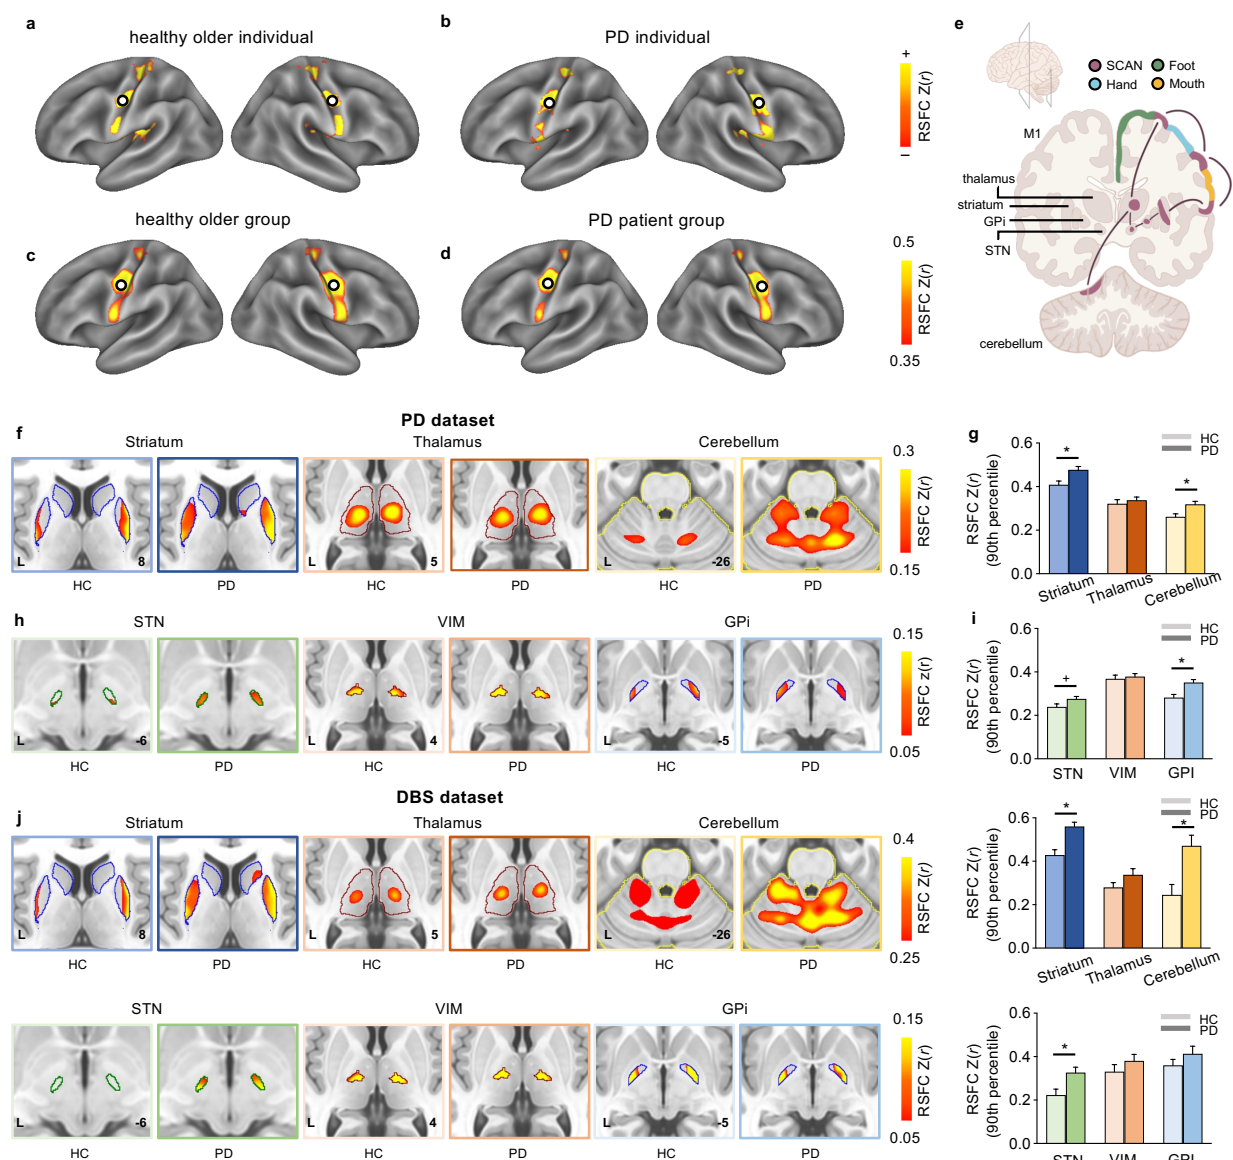 a
healthy older individual
b
PD individual
+
RSFC Z(r)
–
e
SCAN
Foot
Hand
Mouth
M1
thalamus
striatum
GPi
STN
cerebellum
c
healthy older group
d
PD patient group
0.5
RSFC Z(r)
0.35
PD dataset
f
Striatum
Thalamus
Cerebellum
L
8
L
5
L
-26
HC
PD
HC
PD
HC
PD
0.3
RSFC Z(r)
0.15
g
HC
PD
0.6
0.4
0.2
0.0
RSFC Z(r)
(90th percentile)
*
*
Striatum
Thalamus
Cerebellum
h
STN
VIM
GPi
L
-6
L
4
L
-5
HC
PD
HC
PD
HC
PD
0.15
RSFC Z(r)
0.05
i
HC
PD
0.6
0.4
0.2
0.0
RSFC z(r)
(90th percentile)
+
*
STN
VIM
GPI
DBS dataset
j
Striatum
Thalamus
Cerebellum
L
8
L
5
L
-26
HC
PD
HC
PD
HC
PD
0.4
RSFC Z(r)
0.25
HC
PD
0.6
0.4
0.2
0.0
RSFC Z(r)
(90th percentile)
*
*
Striatum
Thalamus
Cerebellum
STN
VIM
GPi
L
-6
L
4
L
-5
HC
PD
HC
PD
HC
PD
0.15
RSFC Z(r)
0.05
HC
PD
0.6
0.4
0.2
0.0
RSFC Z(r)
(90th percentile)
*
STN
VIM
GPI